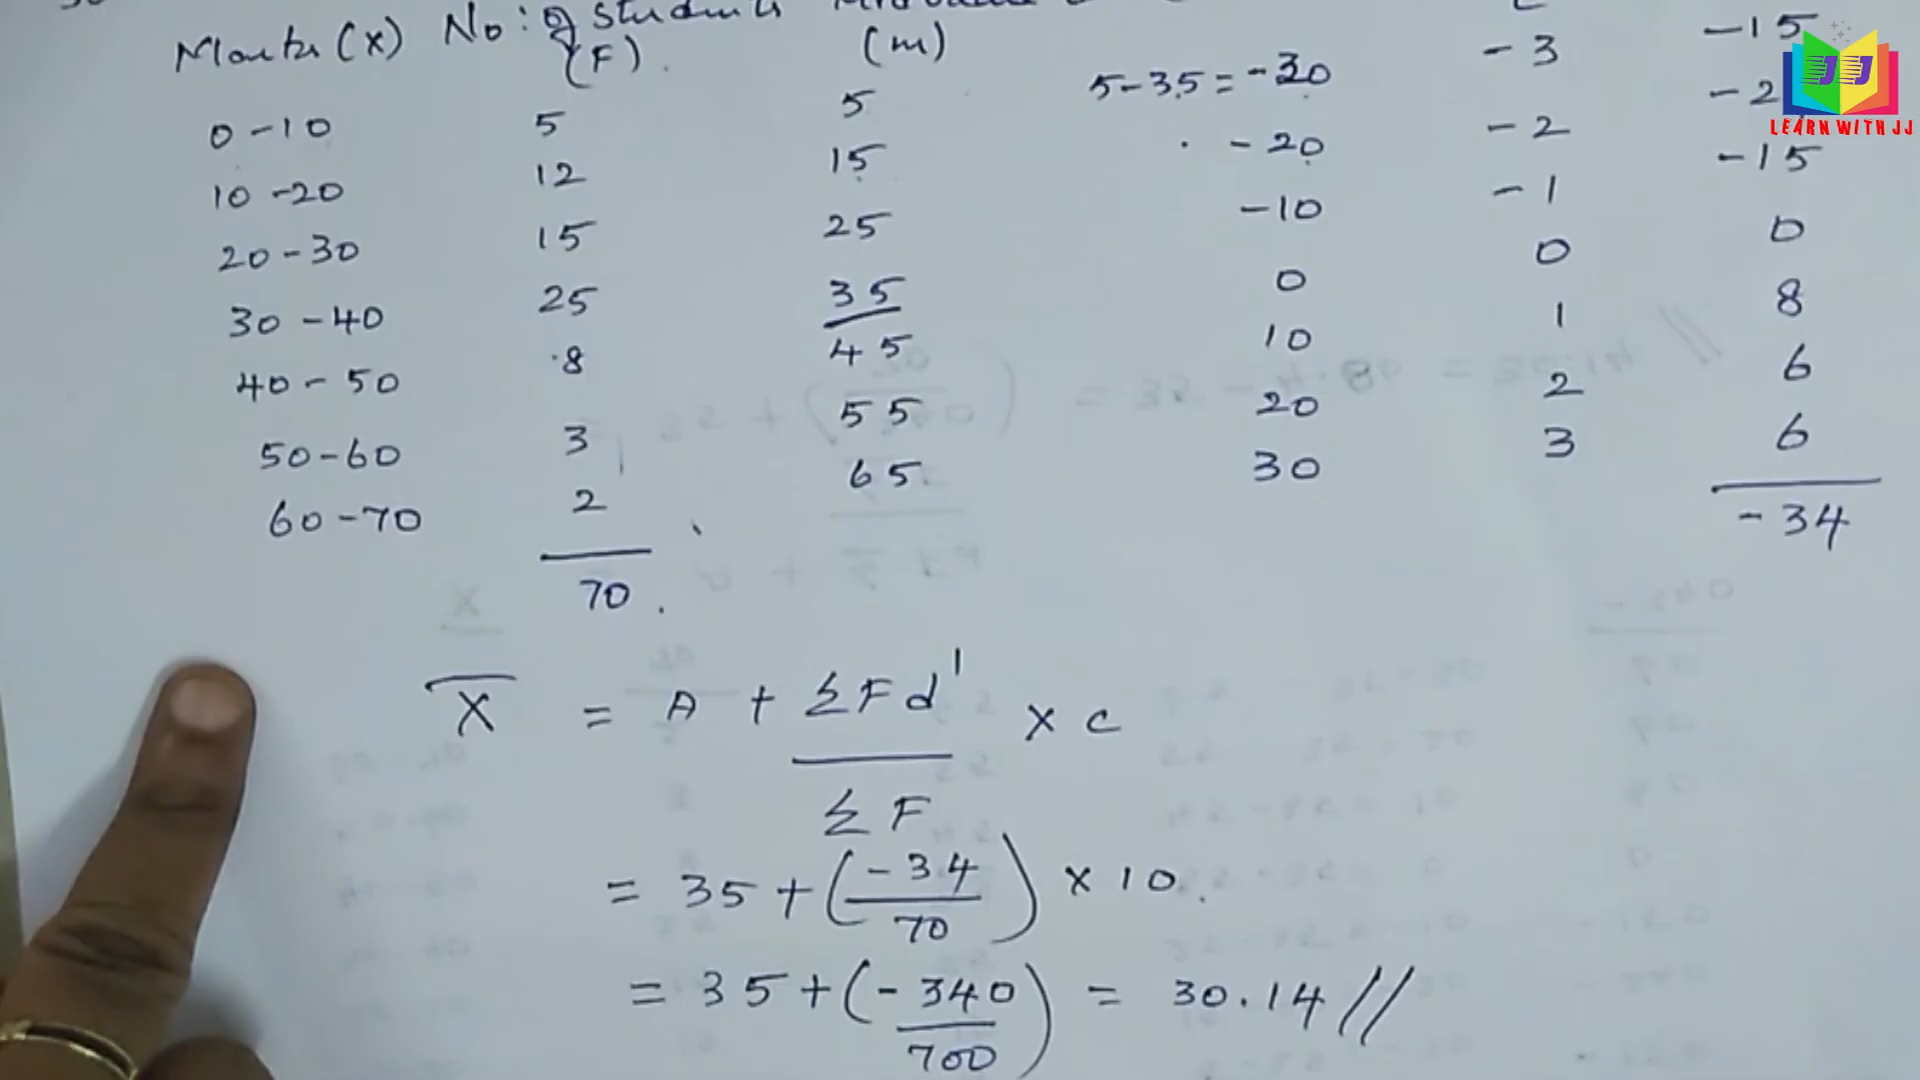 Marks (x) No: of students
(F) (m)
5-35 = -30 -3 -15
0-10 5 5 -20 -2 -2
10-20 12 15 -10 -1 -15
20-30 15 25 0 0 0
30-40 25 35 10 1 8
40-50 8 45 20 2 6
50-60 3 55 30 3 6
60-70 2 65 -34
70
X̄ = A + ΣFd' × c
ΣF
= 35 + (-34/70) × 10
= 35 + (-340/700) = 30.14 //
LEARN WITH JJ